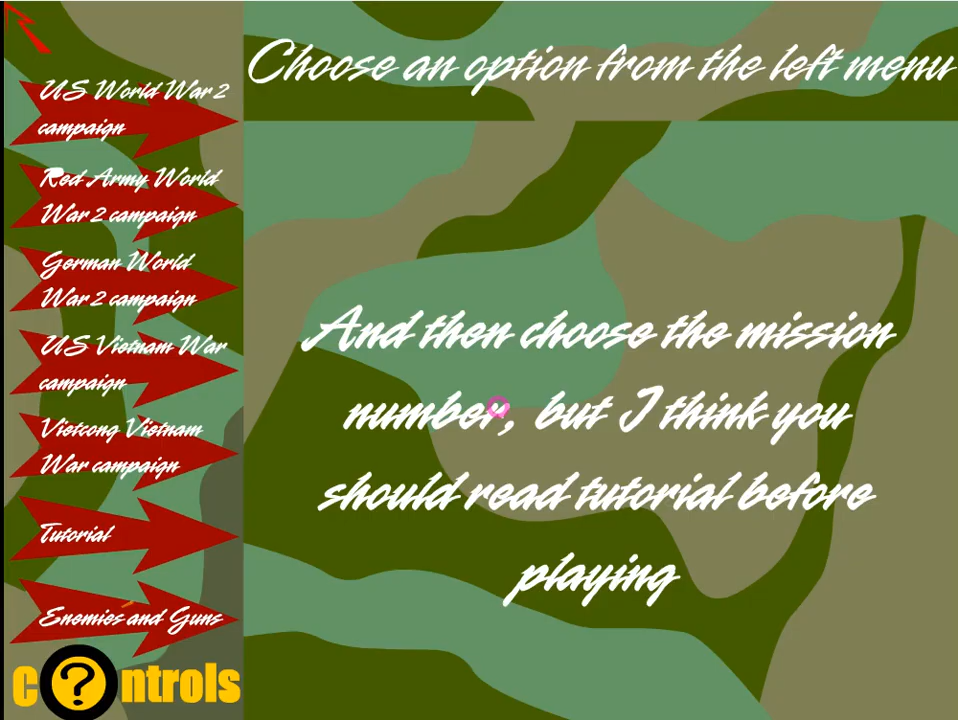 Choose an option from the left menu
US World War 2
campaign
Red Army World
War 2 campaign
German World
War 2 campaign
US Vietnam War
campaign
Vietcong Vietnam
War campaign
Tutorial
Enemies and Guns
c?ntrols
And then choose the mission
number, but I think you
should read tutorial before
playing